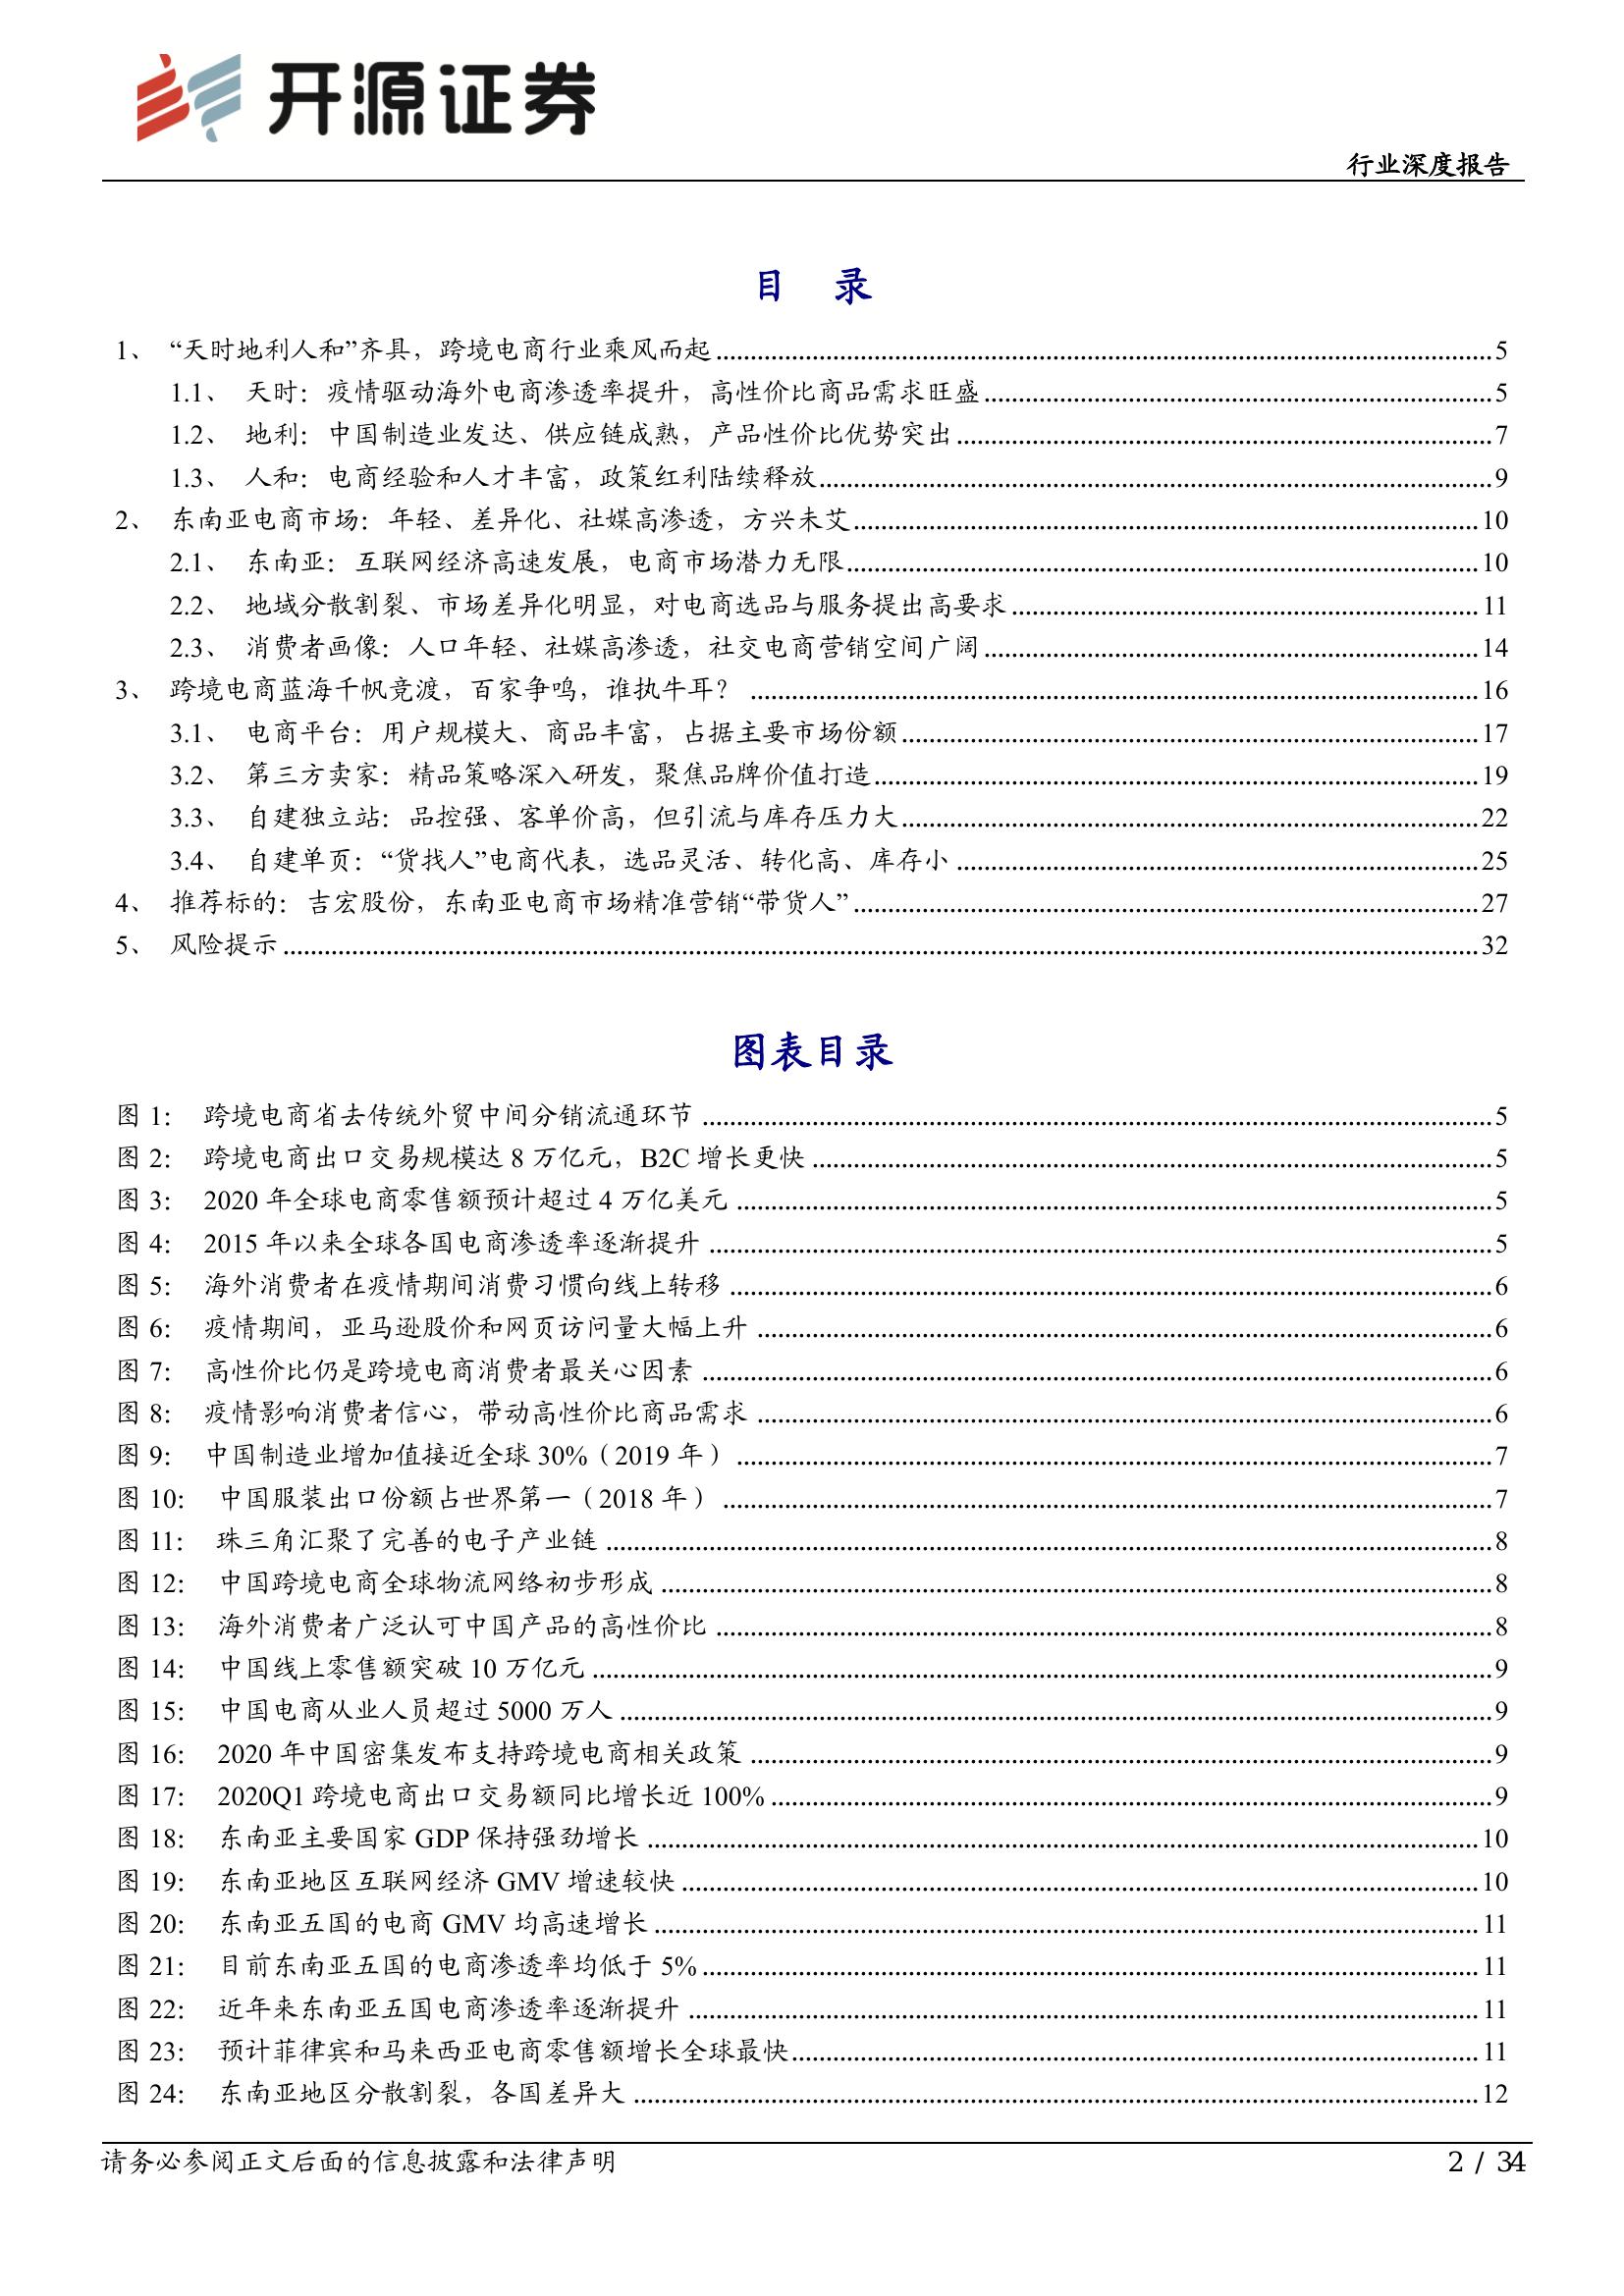 开源证券
行业深度报告
目 录
1、 “天时地利人和”齐具，跨境电商行业乘风而起 5
1.1、 天时：疫情驱动海外电商渗透率提升，高性价比商品需求旺盛 5
1.2、 地利：中国制造业发达、供应链成熟，产品性价比优势突出 7
1.3、 人和：电商经验和人才丰富，政策红利陆续释放 9
2、 东南亚电商市场：年轻、差异化、社媒高渗透，方兴未艾 10
2.1、 东南亚：互联网经济高速发展，电商市场潜力无限 10
2.2、 地域分散割裂、市场差异化明显，对电商选品与服务提出高要求 11
2.3、 消费者画像：人口年轻、社媒高渗透，社交电商营销空间广阔 14
3、 跨境电商蓝海千帆竞渡，百家争鸣，谁执牛耳？ 16
3.1、 电商平台：用户规模大、商品丰富，占据主要市场份额 17
3.2、 第三方卖家：精品策略深入研发，聚焦品牌价值打造 19
3.3、 自建独立站：品控强、客单价高，但引流与库存压力大 22
3.4、 自建单页：“货找人”电商代表，选品灵活、转化高、库存小 25
4、 推荐标的：吉宏股份，东南亚电商市场精准营销“带货人” 27
5、 风险提示 32
图表目录
图 1： 跨境电商省去传统外贸中间分销流通环节 5
图 2： 跨境电商出口交易规模达 8 万亿元，B2C 增长更快 5
图 3： 2020 年全球电商零售额预计超过 4 万亿美元 5
图 4： 2015 年以来全球各国电商渗透率逐渐提升 5
图 5： 海外消费者在疫情期间消费习惯向线上转移 6
图 6： 疫情期间，亚马逊股价和网页访问量大幅上升 6
图 7： 高性价比仍是跨境电商消费者最关心因素 6
图 8： 疫情影响消费者信心，带动高性价比商品需求 6
图 9： 中国制造业增加值接近全球 30%（2019 年） 7
图 10： 中国服装出口份额占世界第一（2018 年） 7
图 11： 珠三角汇聚了完善的电子产业链 8
图 12： 中国跨境电商全球物流网络初步形成 8
图 13： 海外消费者广泛认可中国产品的高性价比 8
图 14： 中国线上零售额突破 10 万亿元 9
图 15： 中国电商从业人员超过 5000 万人 9
图 16： 2020 年中国密集发布支持跨境电商相关政策 9
图 17： 2020Q1 跨境电商出口交易额同比增长近 100% 9
图 18： 东南亚主要国家 GDP 保持强劲增长 10
图 19： 东南亚地区互联网经济 GMV 增速较快 10
图 20： 东南亚五国的电商 GMV 均高速增长 11
图 21： 目前东南亚五国的电商渗透率均低于 5% 11
图 22： 近年来东南亚五国电商渗透率逐渐提升 11
图 23： 预计菲律宾和马来西亚电商零售额增长全球最快 11
图 24： 东南亚地区分散割裂，各国差异大 12
请务必参阅正文后面的信息披露和法律声明 2 / 34